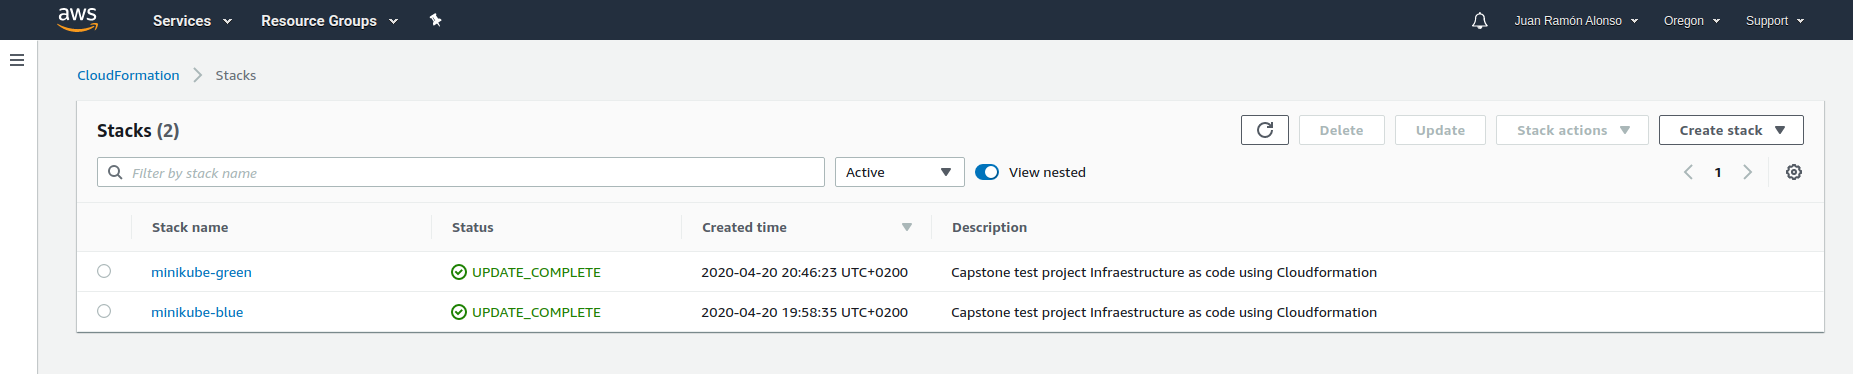 aws Services Resource Groups Juan Ramón Alonso Oregon Support
CloudFormation Stacks
Stacks (2) Delete Update Stack actions Create stack
Filter by stack name Active View nested 1
Stack name Status Created time Description
minikube-green UPDATE_COMPLETE 2020-04-20 20:46:23 UTC+0200 Capstone test project Infraestructure as code using Cloudformation
minikube-blue UPDATE_COMPLETE 2020-04-20 19:58:35 UTC+0200 Capstone test project Infraestructure as code using Cloudformation